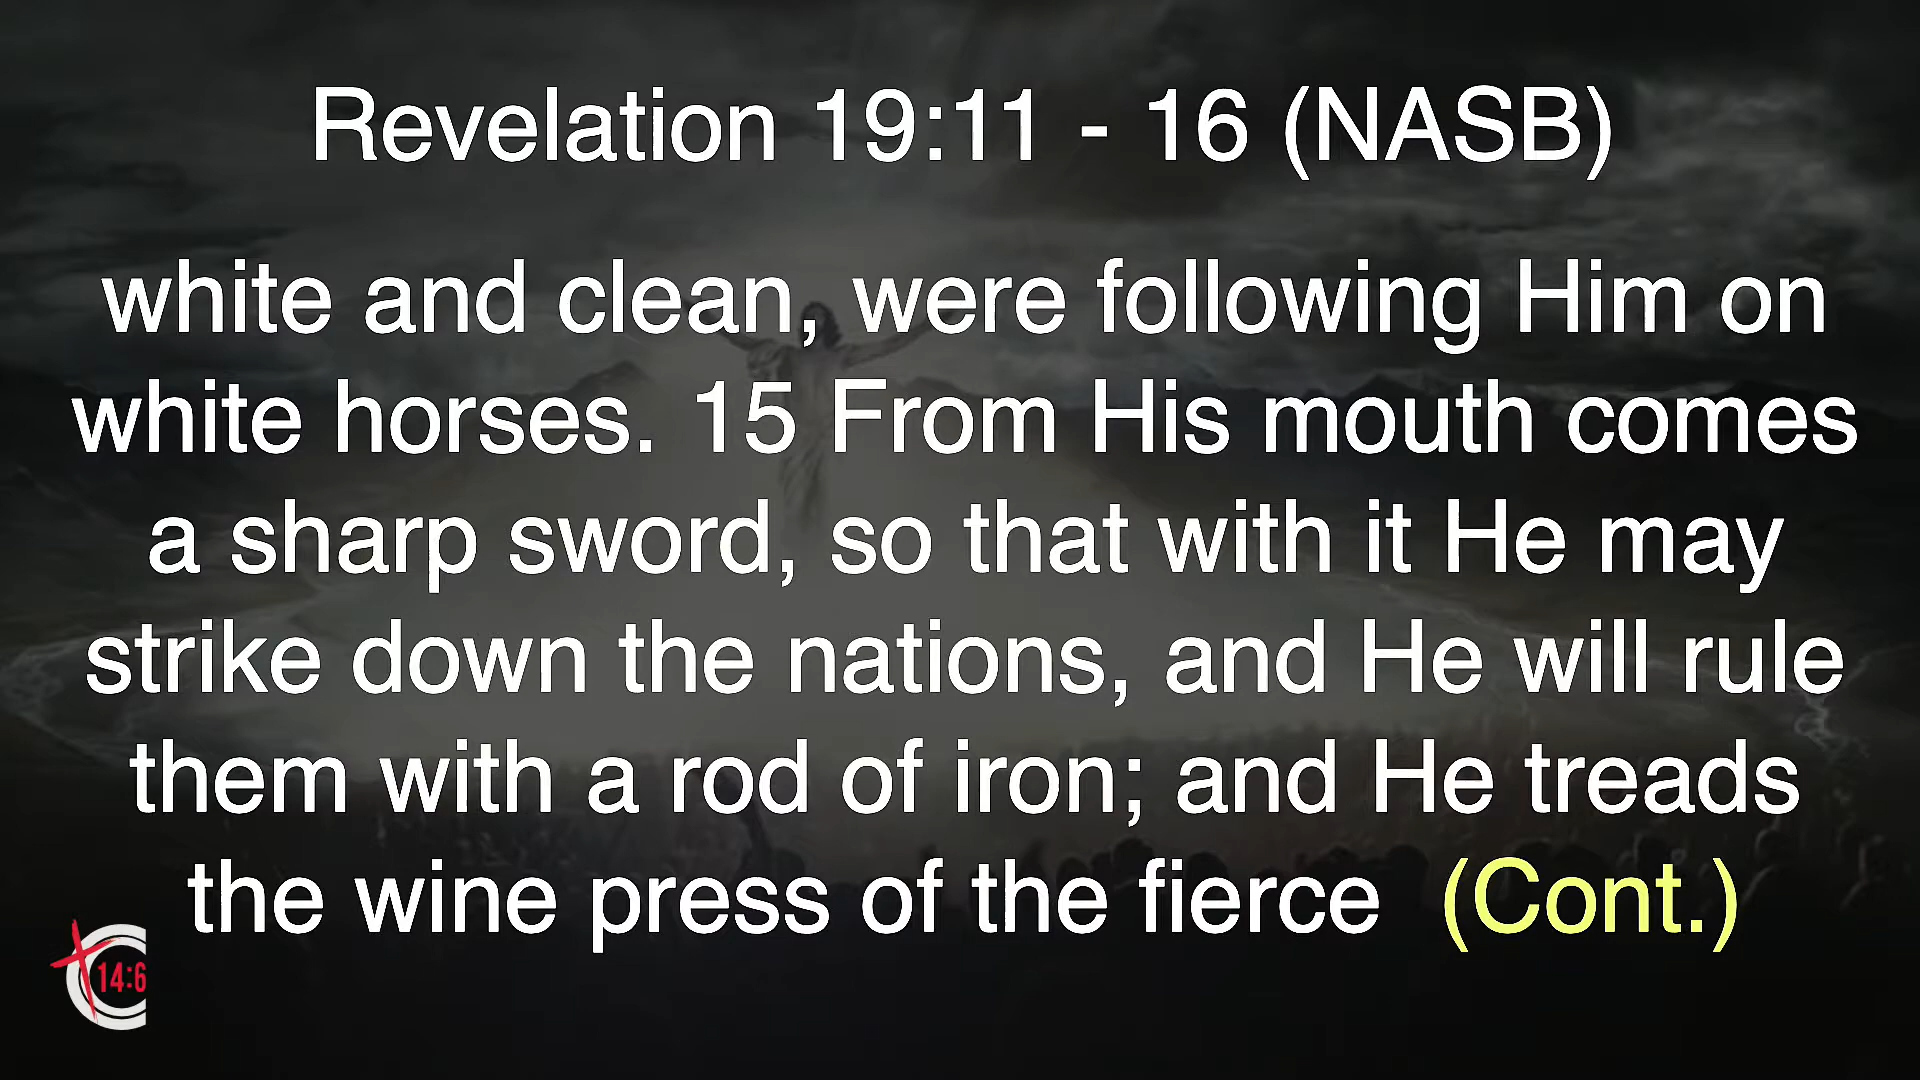 Revelation 19:11 - 16 (NASB)
white and clean, were following Him on
white horses. 15 From His mouth comes
a sharp sword, so that with it He may
strike down the nations, and He will rule
them with a rod of iron; and He treads
the wine press of the fierce (Cont.)
14:6